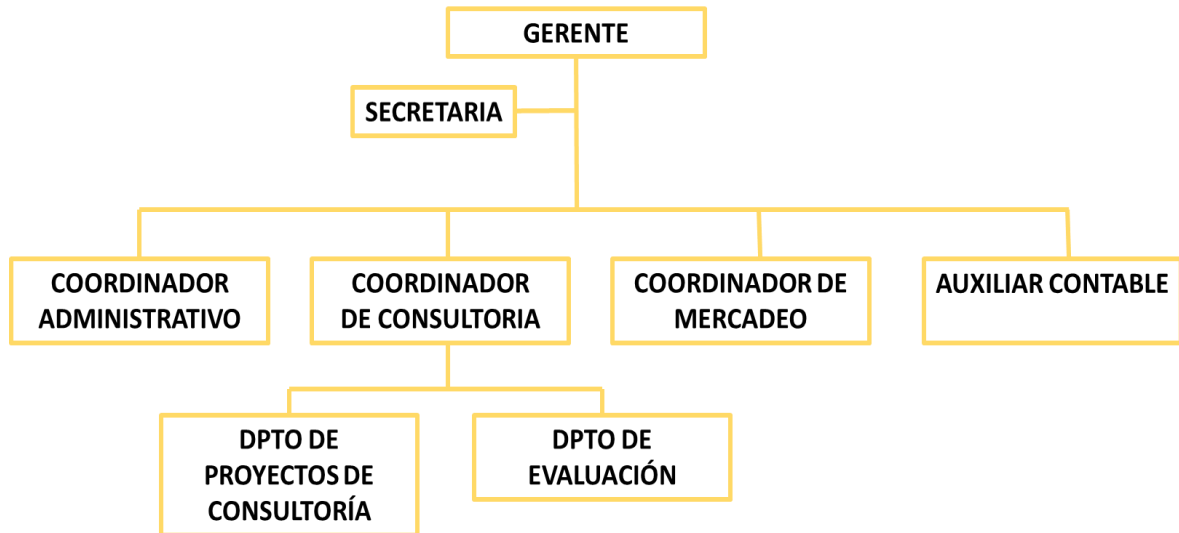 GERENTE
SECRETARIA
COORDINADOR
ADMINISTRATIVO
COORDINADOR
DE CONSULTORIA
COORDINADOR DE
MERCADEO
AUXILIAR CONTABLE
DPTO DE
PROYECTOS DE
CONSULTORÍA
DPTO DE
EVALUACIÓN